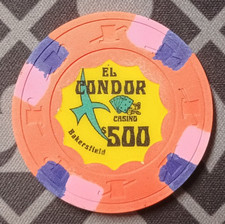 EL
CONDOR
CASINO
$500
Bakersfield